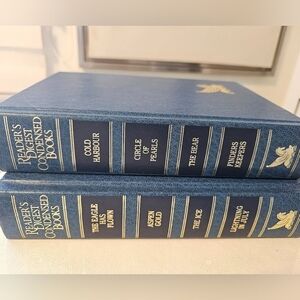 READER'S
DIGEST
CONDENSED
BOOKS
COLD
HARBOUR
CIRCLE
OF
PEARLS
THE BEAR
FINDERS
KEEPERS
READER'S
DIGEST
CONDENSED
BOOKS
THE EAGLE
HAS
FLOWN
ASPEN
GOLD
THE ICE
LIGHTNING
IN JULY